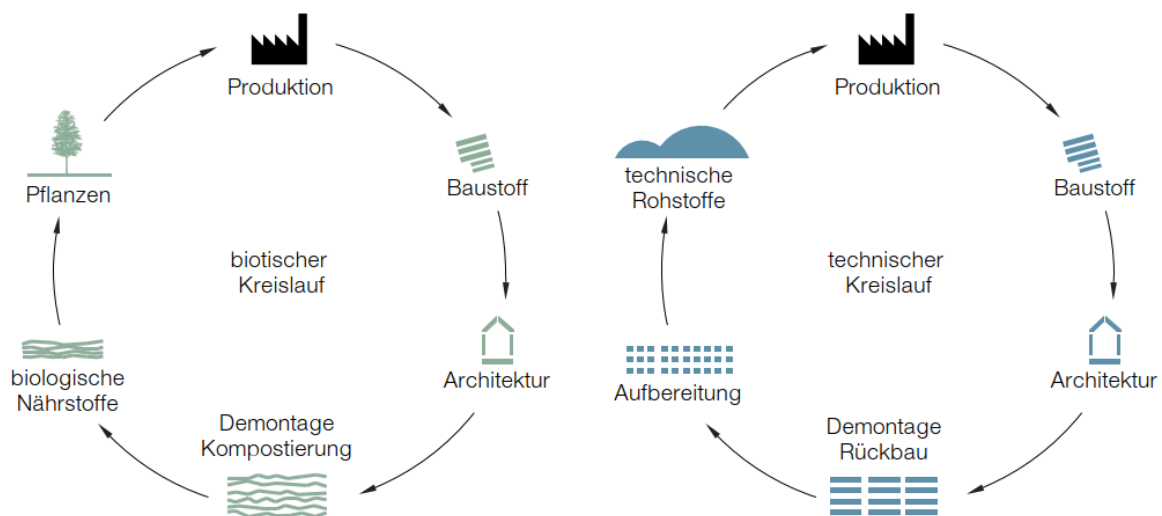 Produktion
Baustoff
Architektur
Demontage
Kompostierung
biologische
Nährstoffe
Pflanzen
biotischer
Kreislauf
Produktion
Baustoff
Architektur
Demontage
Rückbau
Aufbereitung
technische
Rohstoffe
technischer
Kreislauf